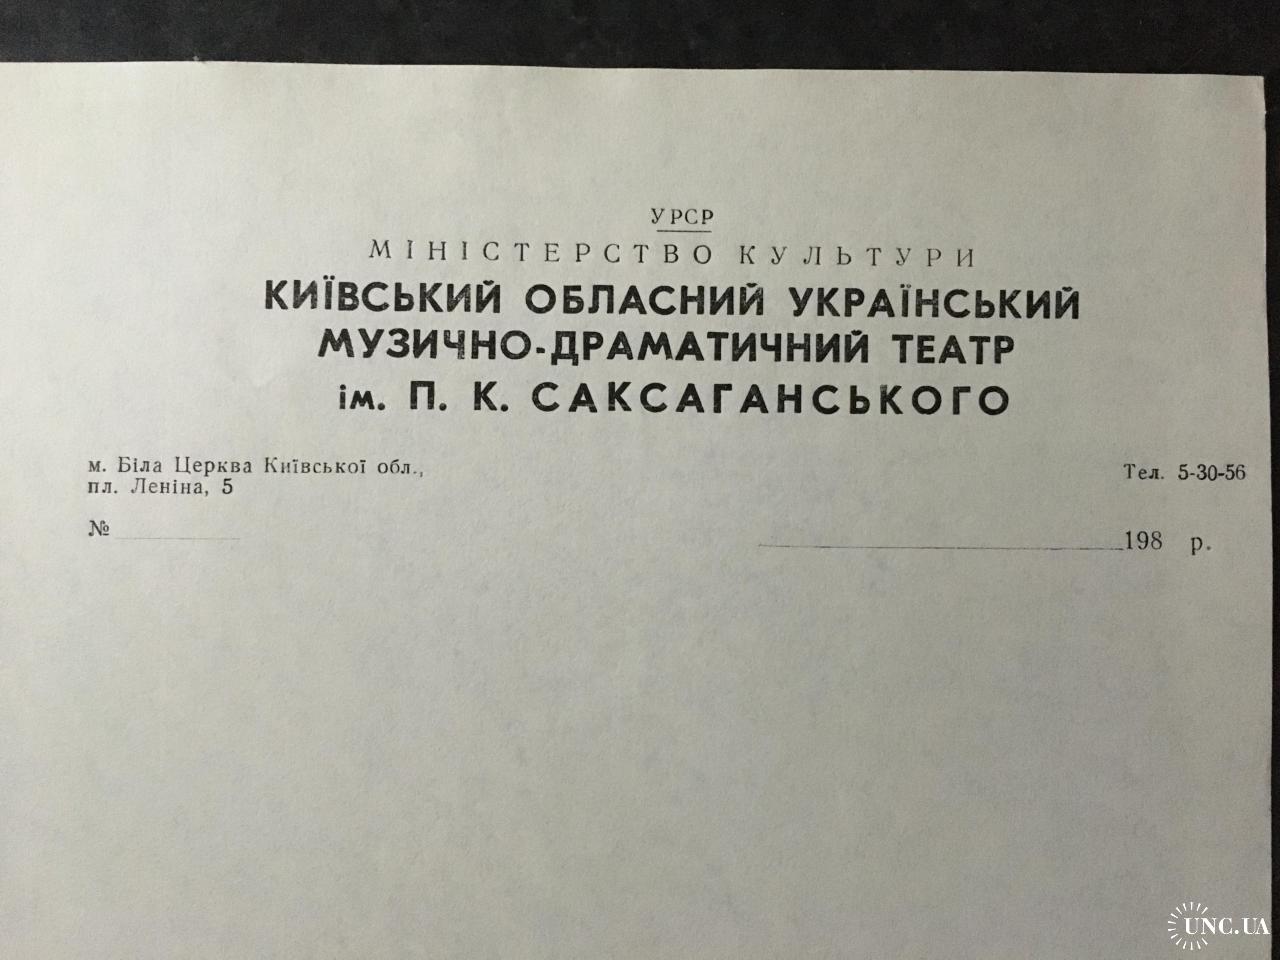 УРСР
МІНІСТЕРСТВО КУЛЬТУРИ
КИЇВСЬКИЙ ОБЛАСНИЙ УКРАЇНСЬКИЙ
МУЗИЧНО-ДРАМАТИЧНИЙ ТЕАТР
ім. П. К. САКСАГАНСЬКОГО
м. Біла Церква Київської обл.,
пл. Леніна, 5
Тел. 5-30-56
№
198 р.
UNC.UA